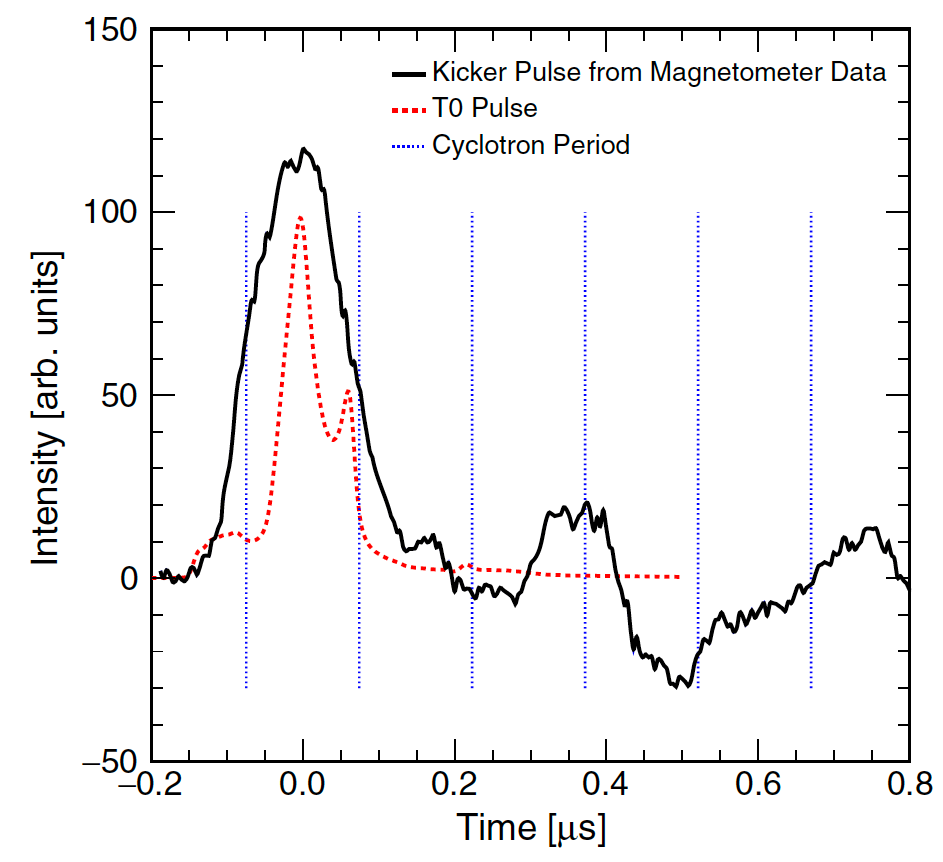 150
100
50
0
−50
Intensity [arb. units]
Kicker Pulse from Magnetometer Data
T0 Pulse
Cyclotron Period
−0.2 0.0 0.2 0.4 0.6 0.8
Time [μs]